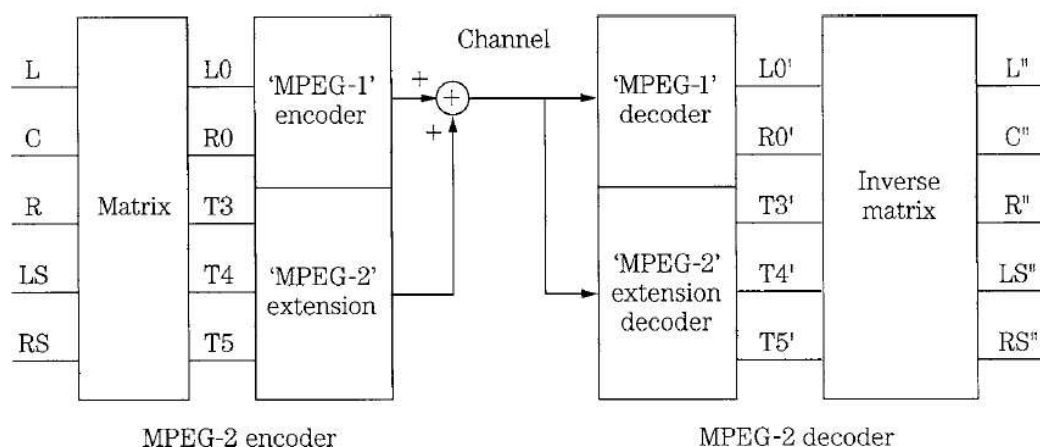 Channel
L
C
R
LS
RS
Matrix
L0
R0
T3
T4
T5
'MPEG-1'
encoder
'MPEG-2'
extension
+
+
+
'MPEG-1'
decoder
'MPEG-2'
extension
decoder
L0'
R0'
T3'
T4'
T5'
Inverse
matrix
L"
C"
R"
LS"
RS"
MPEG-2 encoder
MPEG-2 decoder